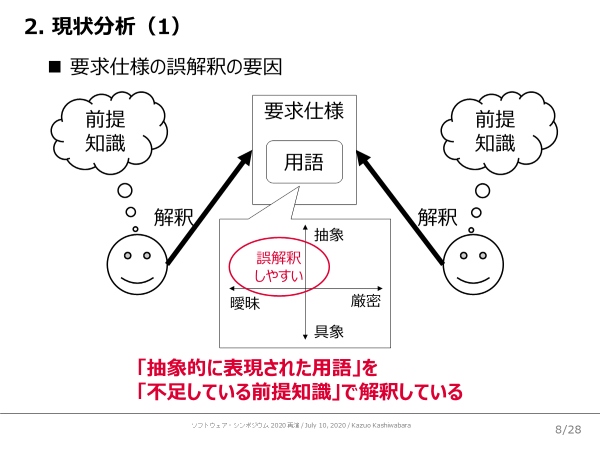 2. 現状分析（1）
■ 要求仕様の誤解釈の要因
前提
知識
要求仕様
用語
前提
知識
解釈
解釈
抽象
誤解釈
しやすい
曖昧
厳密
具象
「抽象的に表現された用語」を
「不足している前提知識」で解釈している
ソフトウェア・シンポジウム 2020 再演 / July 10, 2020 / Kazuo Kashiwabara
8/28